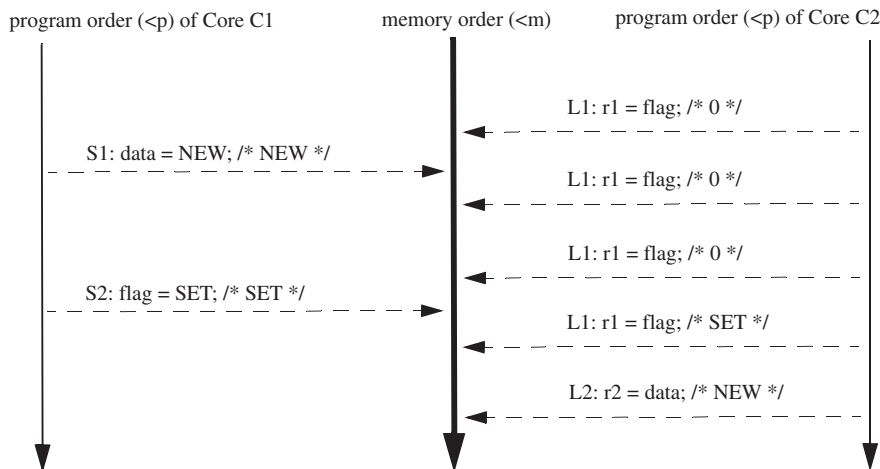 program order (<p) of Core C1 memory order (<m) program order (<p) of Core C2
L1: r1 = flag; /* 0 */
S1: data = NEW; /* NEW */
L1: r1 = flag; /* 0 */
L1: r1 = flag; /* 0 */
S2: flag = SET; /* SET */
L1: r1 = flag; /* SET */
L2: r2 = data; /* NEW */